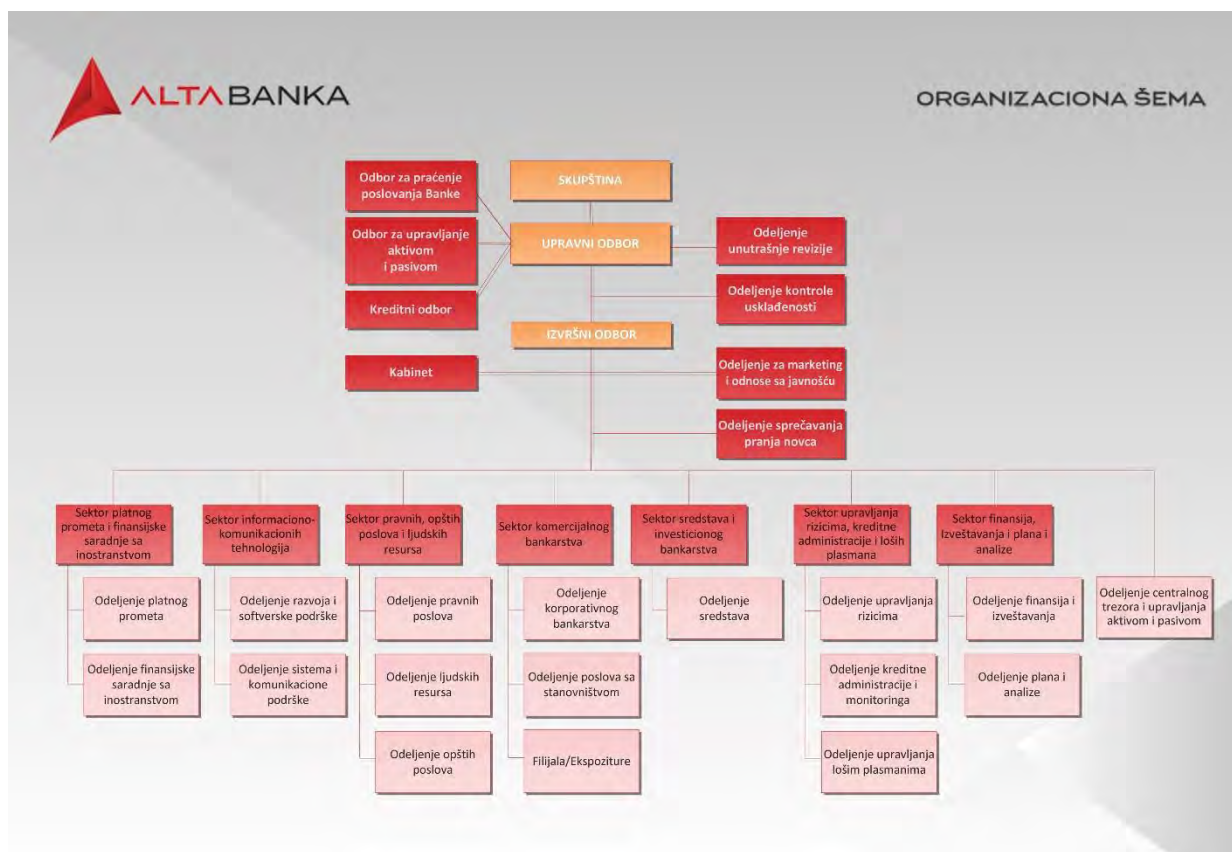 ALTA BANKA
ORGANIZACIONA ŠEMA
Odbor za praćenje
poslovanja Banke
SKUPŠTINA
Odbor za upravljanje
aktivom
i pasivom
UPRAVNI ODBOR
Odeljenje
unutrašnje revizije
Kreditni odbor
Odeljenje kontrole
usklađenosti
IZVRŠNI ODBOR
Kabinet
Odeljenje za marketing
i odnose sa javnošću
Odeljenje sprečavanja
pranja novca
Sektor platnog
prometa i finansijske
saradnje sa
inostranstvom
Sektor informaciono-
komunikacionih
tehnologija
Sektor pravnih, opštih
poslova i ljudskih
resursa
Sektor komercijalnog
bankarstva
Sektor sredstava i
investicionog
bankarstva
Sektor upravljanja
rizicima, kreditne
administracije i loših
plasmana
Sektor finansija,
Izveštavanja i plana i
analize
Odeljenje platnog
prometa
Odeljenje razvoja i
softverske podrške
Odeljenje pravnih
poslova
Odeljenje
korporativnog
bankarstva
Odeljenje
sredstava
Odeljenje upravljanja
rizicima
Odeljenje finansija i
izveštavanja
Odeljenje centralnog
trezora i upravljanja
aktivom i pasivom
Odeljenje finansijske
saradnje sa
inostranstvom
Odeljenje sistema i
komunikacione
podrške
Odeljenje ljudskih
resursa
Odeljenje poslova sa
stanovništvom
Odeljenje kreditne
administracije i
monitoringa
Odeljenje plana i
analize
Odeljenje opštih
poslova
Filijala/Ekspoziture
Odeljenje upravljanja
lošim plasmanima